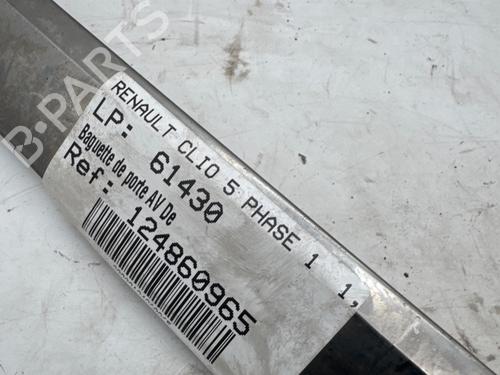 B-PARTS
RENAULT CLIO 5 PHASE 1 1,
LP: 61430
Baguette de porte AV De
Ref: 124860965